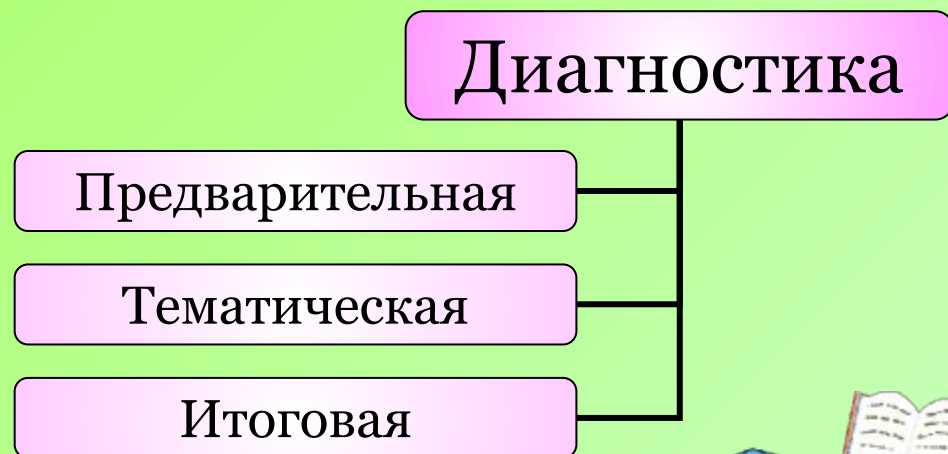 Диагностика
Предварительная
Тематическая
Итоговая